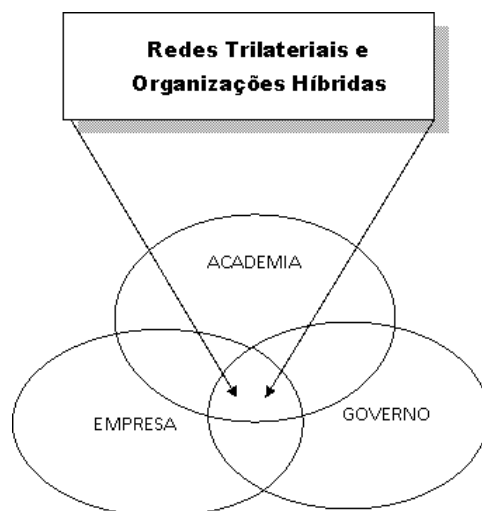 Redes Trilateriais e
Organizações Híbridas
ACADEMIA
EMPRESA
GOVERNO